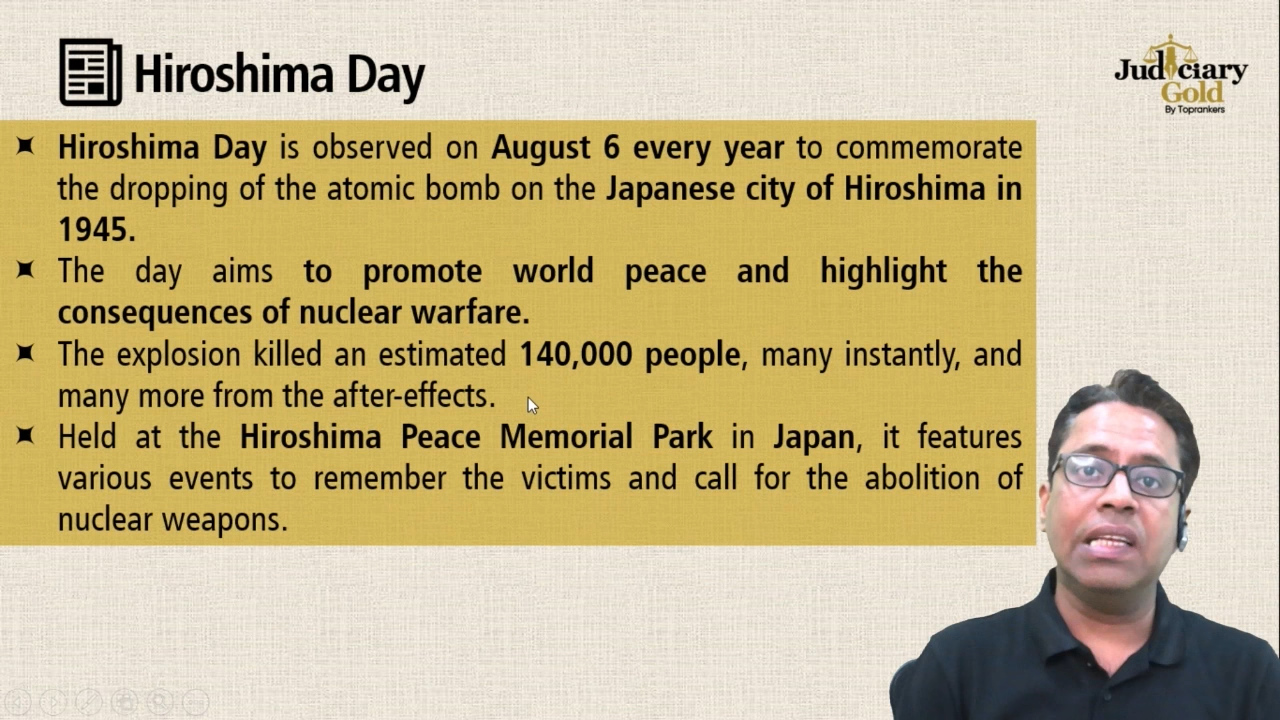 Hiroshima Day
Judiciary
Gold
By Toprankers
Hiroshima Day is observed on August 6 every year to commemorate
the dropping of the atomic bomb on the Japanese city of Hiroshima in
1945.
The day aims to promote world peace and highlight the
consequences of nuclear warfare.
The explosion killed an estimated 140,000 people, many instantly, and
many more from the after-effects.
Held at the Hiroshima Peace Memorial Park in Japan, it features
various events to remember the victims and call for the abolition of
nuclear weapons.